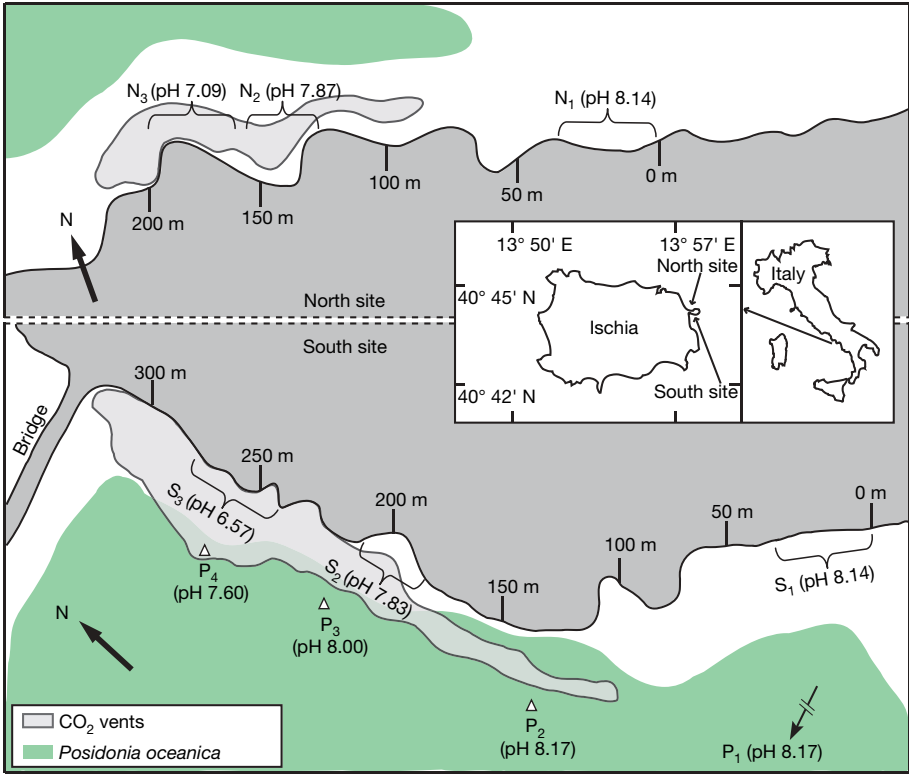 N3 (pH 7.09)
N2 (pH 7.87)
N1 (pH 8.14)
0 m
50 m
100 m
150 m
200 m
N
North site
South site
13° 50' E
13° 57' E
North site
40° 45' N
Ischia
Italy
40° 42' N
South site
Bridge
300 m
250 m
200 m
0 m
50 m
100 m
150 m
S3 (pH 6.57)
S2 (pH 7.83)
S1 (pH 8.14)
P4
(pH 7.60)
P3
(pH 8.00)
N
P2
(pH 8.17)
P1 (pH 8.17)
CO2 vents
Posidonia oceanica